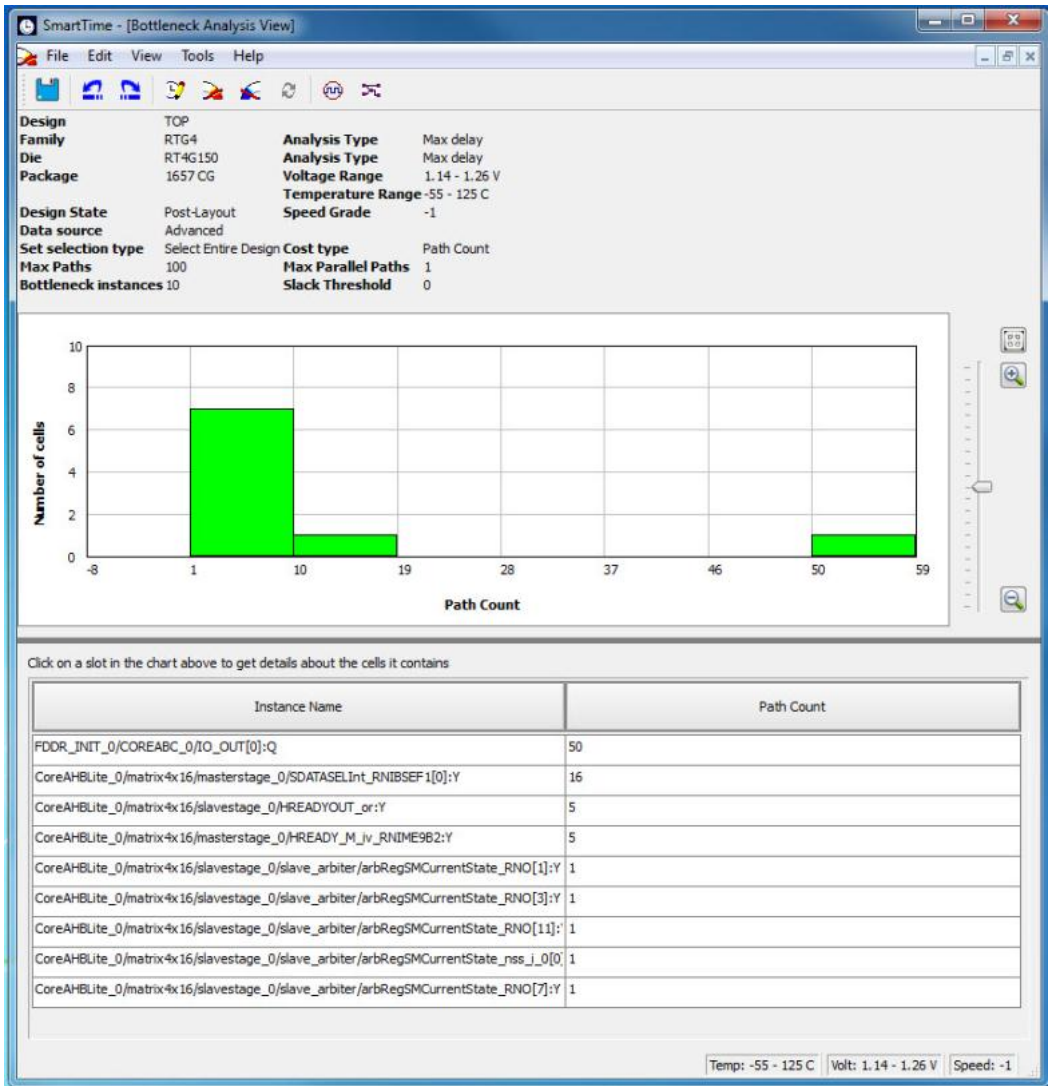 SmartTime - [Bottleneck Analysis View]
File Edit View Tools Help
Design TOP
Family RTG4 Analysis Type Max delay
Die RT4G150 Analysis Type Max delay
Package 1657 CG Voltage Range 1.14 - 1.26 V
Temperature Range -55 - 125 C
Design State Post-Layout Speed Grade -1
Data source Advanced
Set selection type Select Entire Design Cost type Path Count
Max Paths 100 Max Parallel Paths 1
Bottleneck instances 10 Slack Threshold 0
10
8
6
4
2
0
Number of cells
-8 1 10 19 28 37 46 50 59
Path Count
Click on a slot in the chart above to get details about the cells it contains
Instance Name Path Count
FDDR_INIT_0/COREABC_0/IO_OUT[0]:Q 50
CoreAHBLite_0/matrix4x16/masterstage_0/SDATASELInt_RNIBSEF1[0]:Y 16
CoreAHBLite_0/matrix4x16/slavestage_0/HREADYOUT_or:Y 5
CoreAHBLite_0/matrix4x16/masterstage_0/HREADY_M_iv_RNIME9B2:Y 5
CoreAHBLite_0/matrix4x16/slavestage_0/slave_arbiter/arbRegSMCurrentState_RNO[1]:Y 1
CoreAHBLite_0/matrix4x16/slavestage_0/slave_arbiter/arbRegSMCurrentState_RNO[3]:Y 1
CoreAHBLite_0/matrix4x16/slavestage_0/slave_arbiter/arbRegSMCurrentState_RNO[11]: 1
CoreAHBLite_0/matrix4x16/slavestage_0/slave_arbiter/arbRegSMCurrentState_nss_i_0[0] 1
CoreAHBLite_0/matrix4x16/slavestage_0/slave_arbiter/arbRegSMCurrentState_RNO[7]:Y 1
Temp: -55 - 125 C Volt: 1.14 - 1.26 V Speed: -1